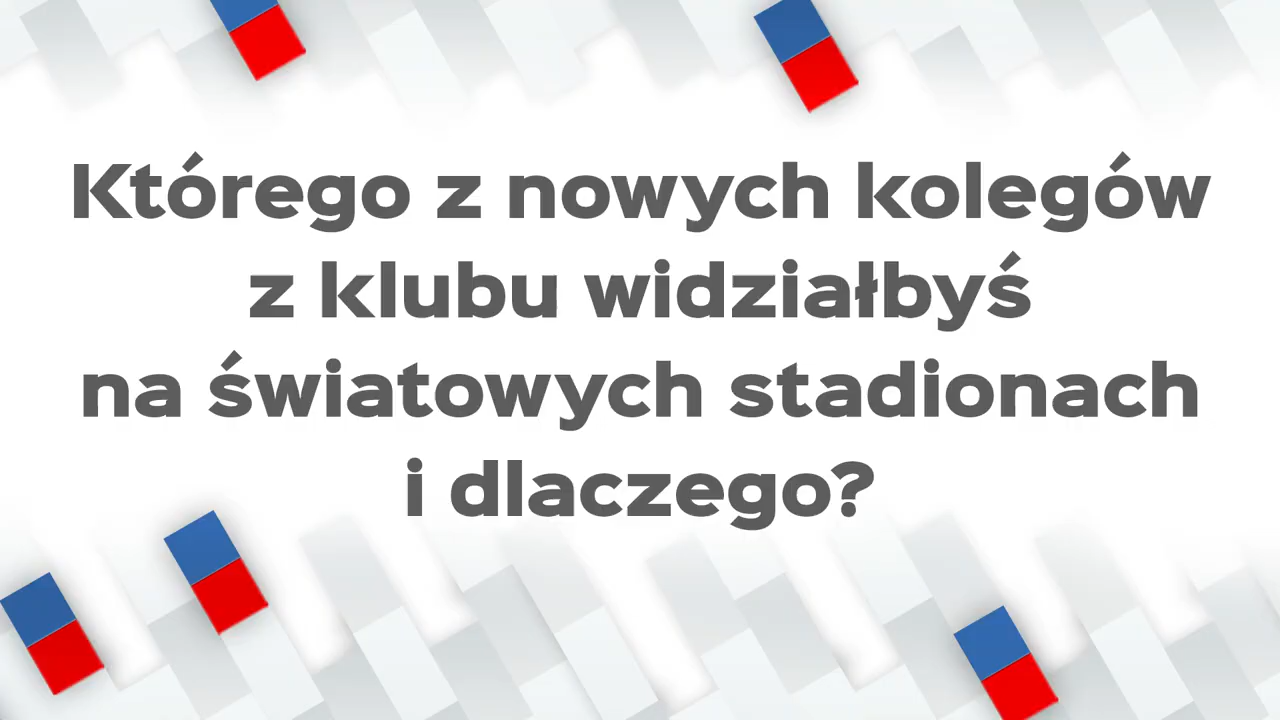 Którego z nowych kolegów
z klubu widziałbyś
na światowych stadionach
i dlaczego?